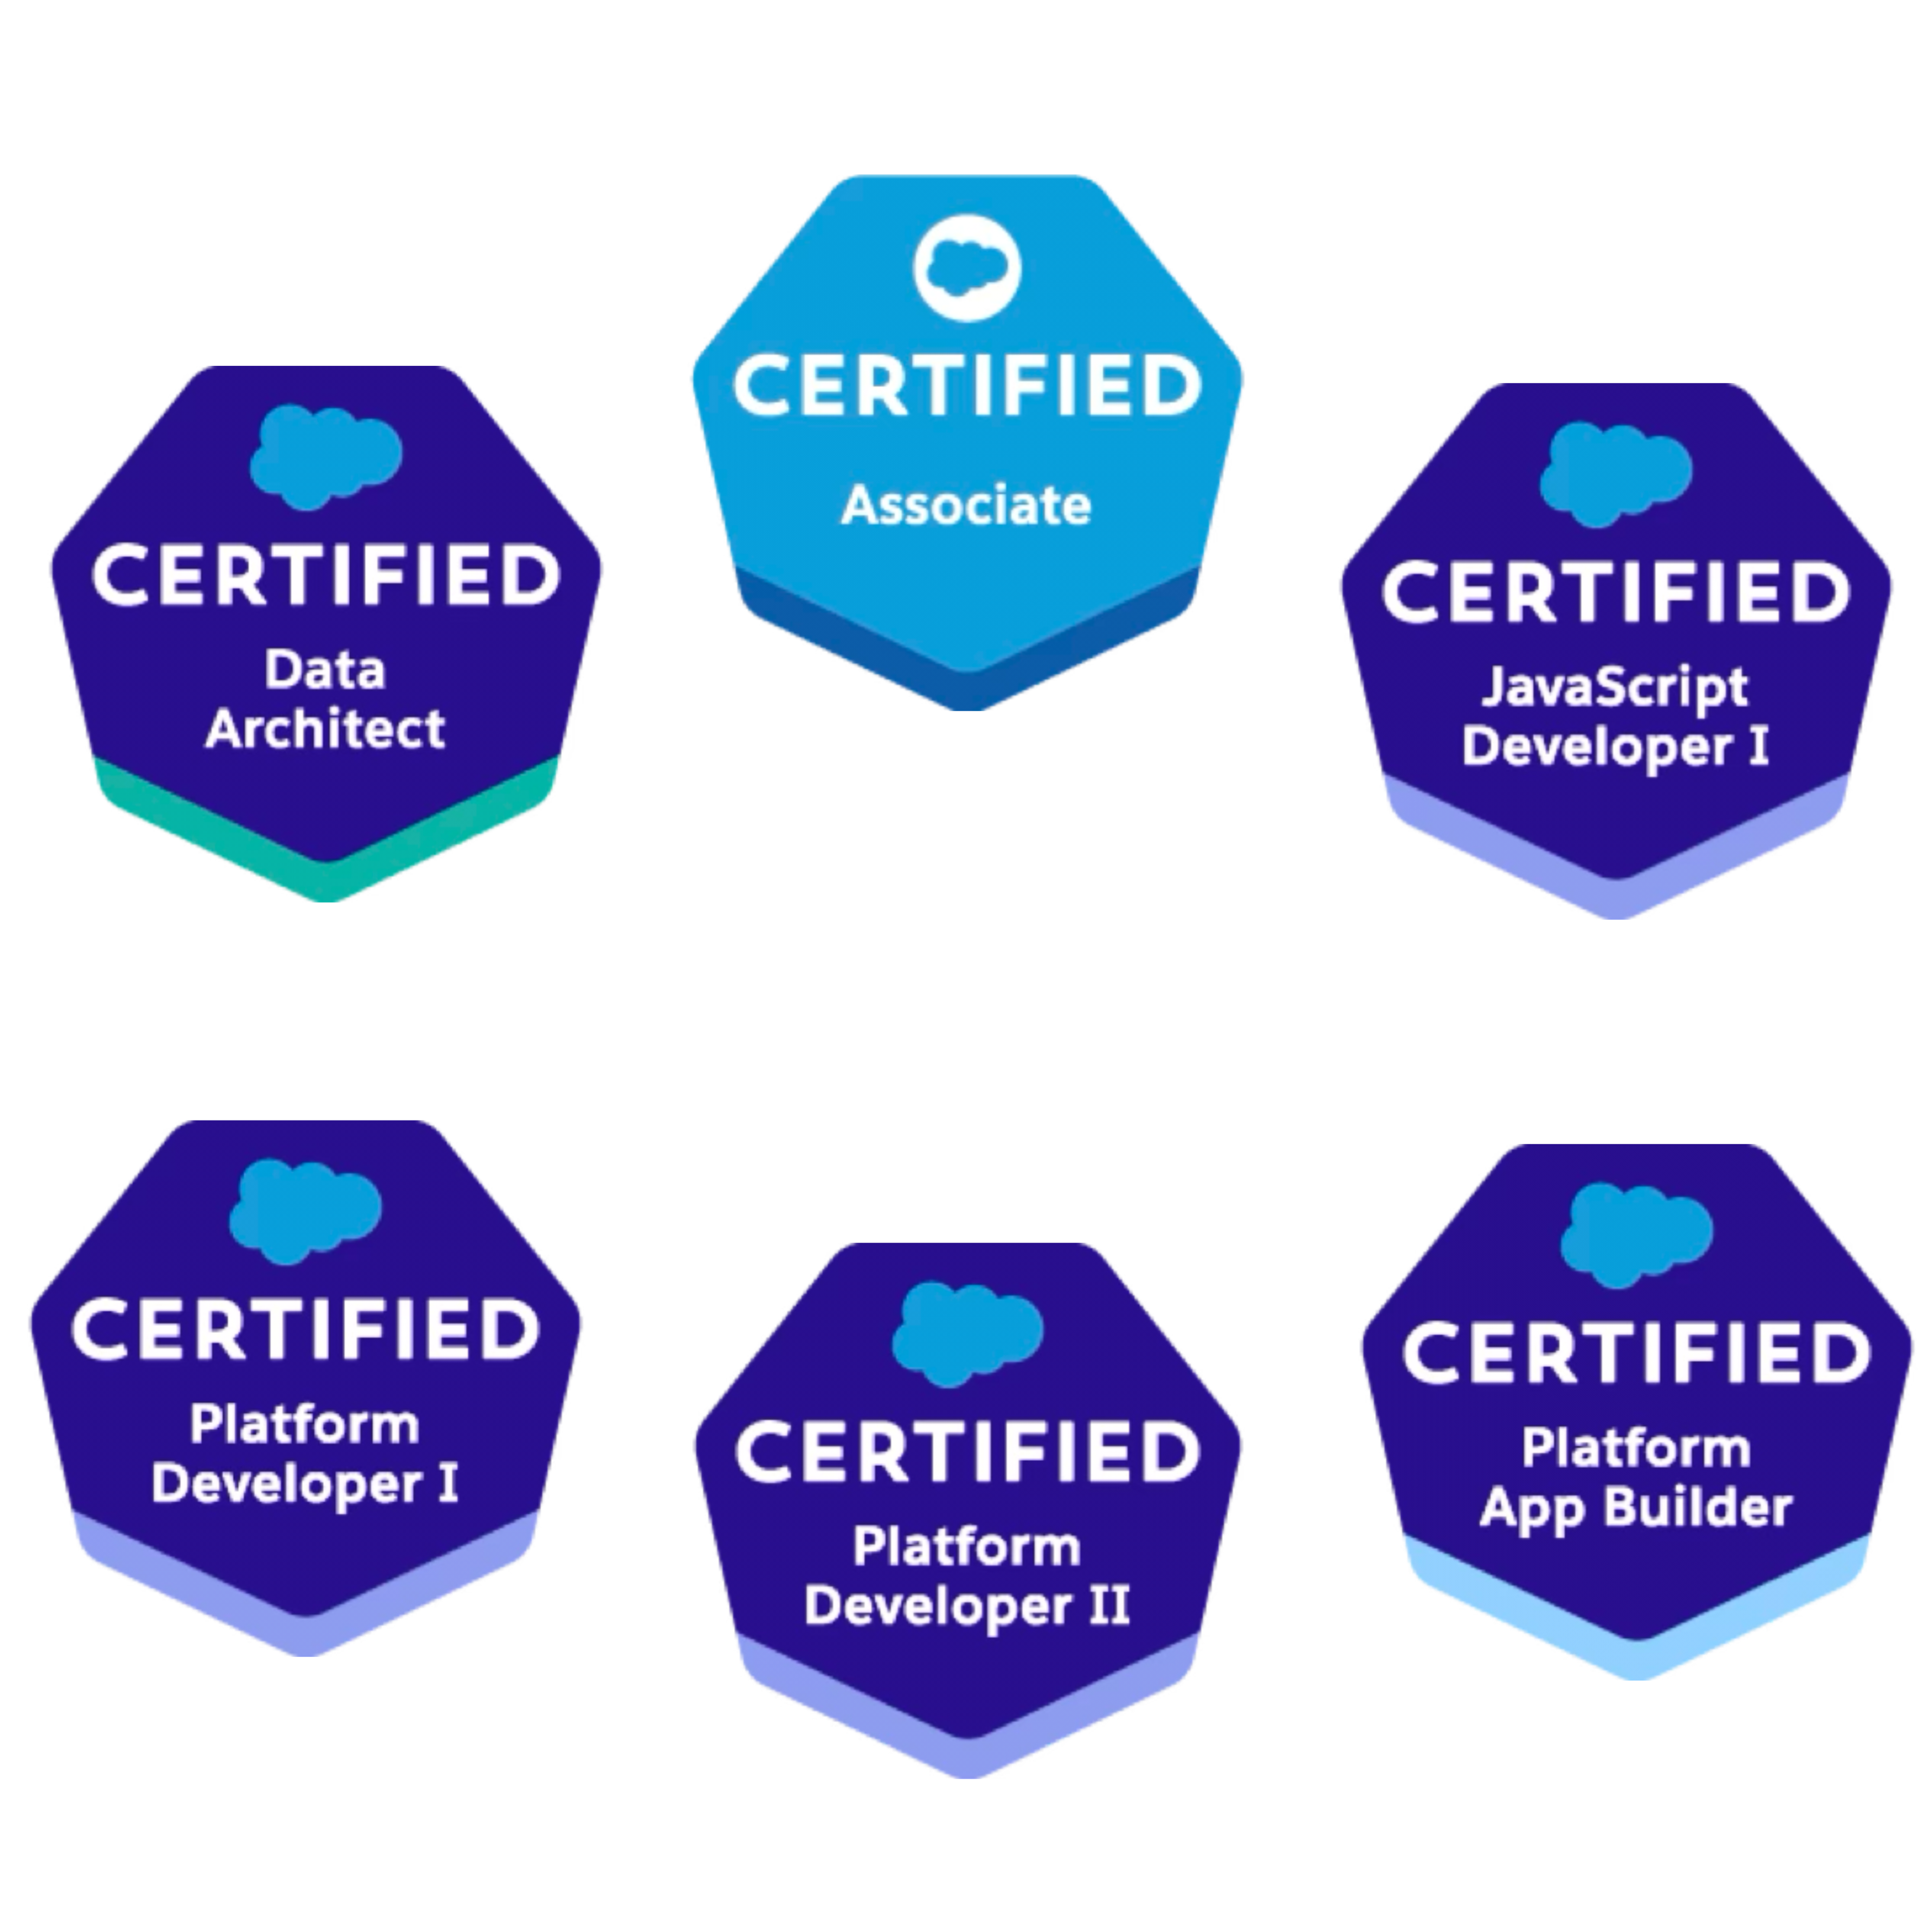 CERTIFIED
Associate
CERTIFIED
Data
Architect
CERTIFIED
JavaScript
Developer I
CERTIFIED
Platform
Developer I
CERTIFIED
Platform
Developer II
CERTIFIED
Platform
App Builder